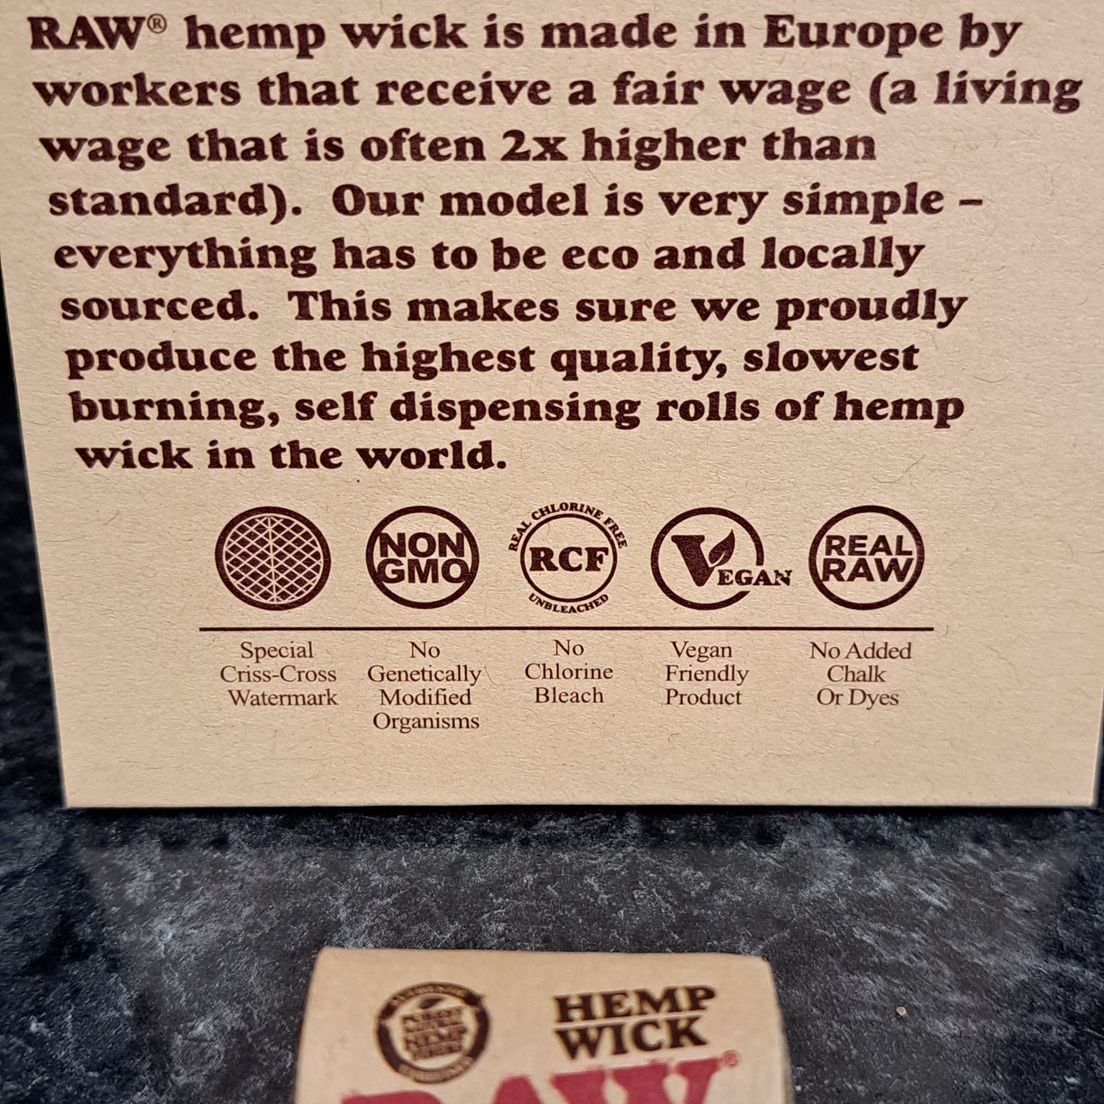 RAW® hemp wick is made in Europe by
workers that receive a fair wage (a living
wage that is often 2x higher than
standard).  Our model is very simple –
everything has to be eco and locally
sourced.  This makes sure we proudly
produce the highest quality, slowest
burning, self dispensing rolls of hemp
wick in the world.
NON
GMO
REAL CHLORINE FREE
RCF
UNBLEACHED
VEGAN
REAL
RAW
Special
Criss-Cross
Watermark
No
Genetically
Modified
Organisms
No
Chlorine
Bleach
Vegan
Friendly
Product
No Added
Chalk
Or Dyes
HEMP
WICK
RAW®